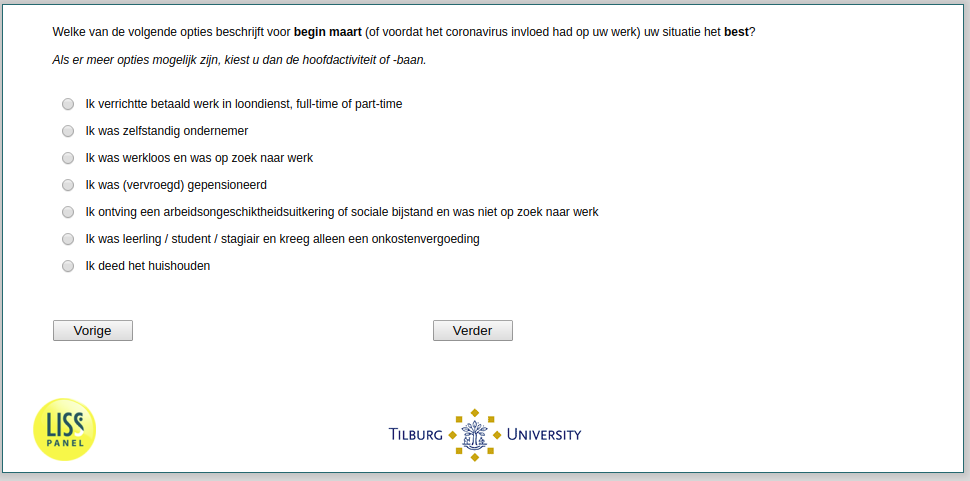 Welke van de volgende opties beschrijft voor begin maart (of voordat het coronavirus invloed had op uw werk) uw situatie het best?
Als er meer opties mogelijk zijn, kiest u dan de hoofdactiviteit of -baan.
Ik verrichtte betaald werk in loondienst, full-time of part-time
Ik was zelfstandig ondernemer
Ik was werkloos en was op zoek naar werk
Ik was (vervroegd) gepensioneerd
Ik ontving een arbeidsongeschiktheidsuitkering of sociale bijstand en was niet op zoek naar werk
Ik was leerling / student / stagiair en kreeg alleen een onkostenvergoeding
Ik deed het huishouden
Vorige
Verder
LISS
PANEL
TILBURG UNIVERSITY